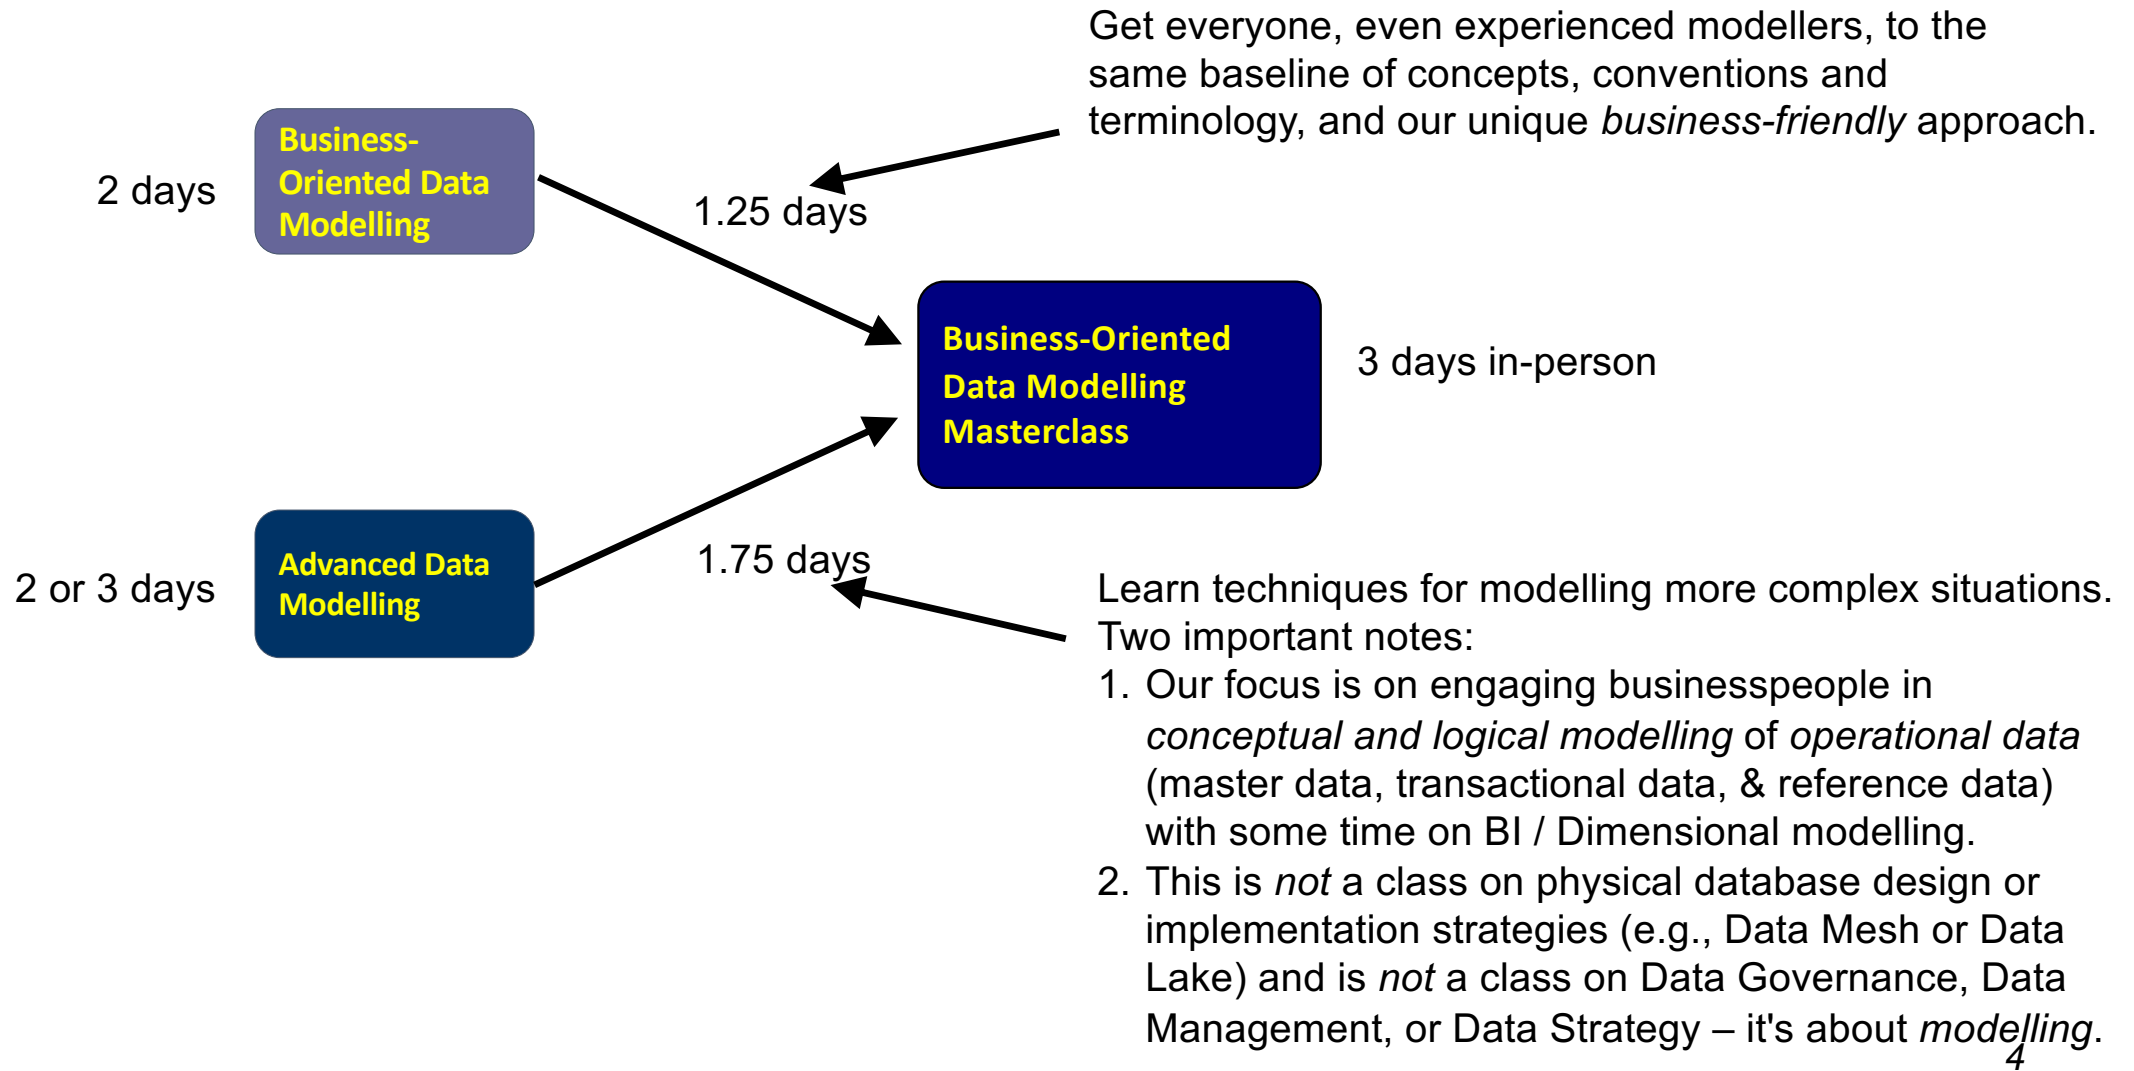 Get everyone, even experienced modellers, to the
same baseline of concepts, conventions and
terminology, and our unique business-friendly approach.
2 days
Business-
Oriented Data
Modelling
1.25 days
Business-Oriented
Data Modelling
Masterclass
3 days in-person
2 or 3 days
Advanced Data
Modelling
1.75 days
Learn techniques for modelling more complex situations.
Two important notes:
1. Our focus is on engaging businesspeople in
conceptual and logical modelling of operational data
(master data, transactional data, & reference data)
with some time on BI / Dimensional modelling.
2. This is not a class on physical database design or
implementation strategies (e.g., Data Mesh or Data
Lake) and is not a class on Data Governance, Data
Management, or Data Strategy – it's about modelling.
4